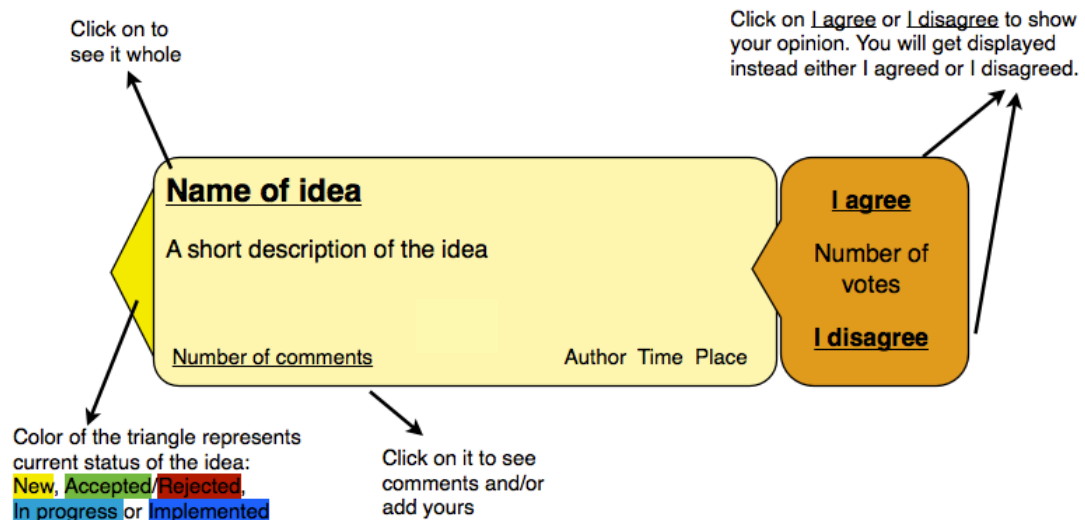 Click on to
see it whole
Click on I agree or I disagree to show
your opinion. You will get displayed
instead either I agreed or I disagreed.
Name of idea
A short description of the idea
Number of comments
Author Time Place
I agree
Number of
votes
I disagree
Color of the triangle represents
current status of the idea:
New, Accepted/Rejected,
In progress or Implemented
Click on it to see
comments and/or
add yours